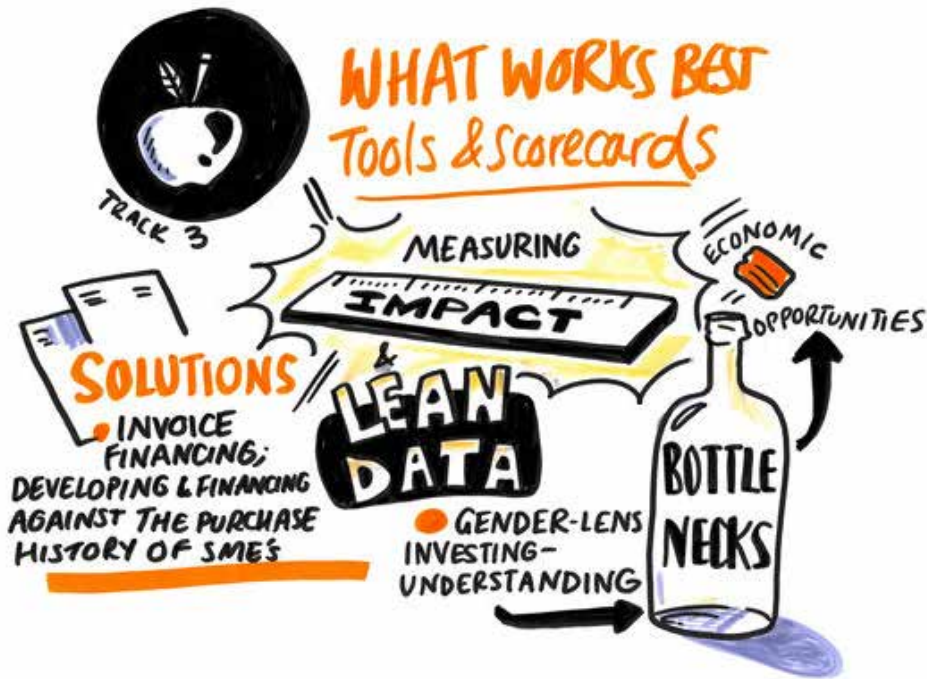 WHAT WORKS BEST
Tools & Scorecards
TRACK 3
MEASURING
IMPACT
&
LEAN
DATA
SOLUTIONS
INVOICE
FINANCING;
DEVELOPING & FINANCING
AGAINST THE PURCHASE
HISTORY OF SME'S
GENDER-LENS
INVESTING-
UNDERSTANDING
BOTTLE
NECKS
ECONOMIC
OPPORTUNITIES